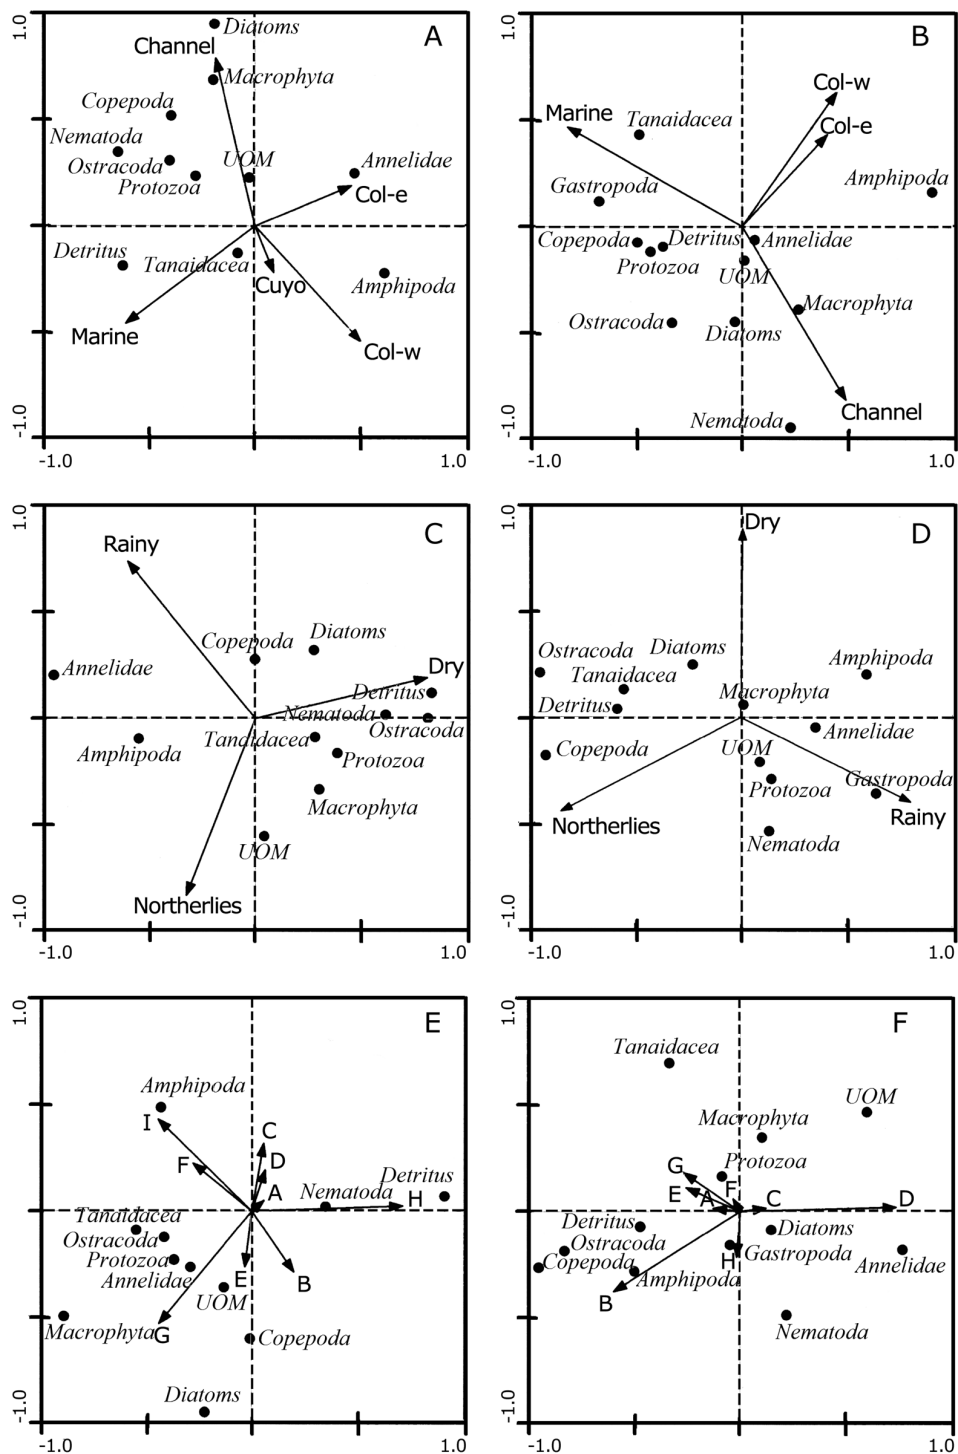 1.0
A
Diatoms
Channel
Macrophyta
Copepoda
Nematoda
Ostracoda
UOM
Annelidae
Protozoa
Col-e
Detritus
Tanaidacea
Cuyo
Amphipoda
Marine
Col-w
-1.0
-1.0
1.0
1.0
B
Col-w
Marine
Tanaidacea
Col-e
Gastropoda
Amphipoda
Copepoda
Detritus
Annelidae
Protozoa
UOM
Macrophyta
Ostracoda
Diatoms
Channel
Nematoda
-1.0
-1.0
1.0
1.0
C
Rainy
Diatoms
Copepoda
Annelidae
Dry
Detritus
Nematoda
Ostracoda
Tanaidacea
Amphipoda
Protozoa
Macrophyta
UOM
Northerlies
-1.0
-1.0
1.0
1.0
D
Dry
Ostracoda
Diatoms
Amphipoda
Tanaidacea
Macrophyta
Detritus
Annelidae
Copepoda
UOM
Gastropoda
Protozoa
Rainy
Northerlies
Nematoda
-1.0
-1.0
1.0
1.0
E
Amphipoda
I
C
F
D
Detritus
A
Nematoda
H
Tanaidacea
Ostracoda
Protozoa
Annelidae
E
B
UOM
Macrophyta
G
Copepoda
Diatoms
-1.0
-1.0
1.0
1.0
F
Tanaidacea
UOM
Macrophyta
Protozoa
G
F
E
A
C
D
Detritus
Diatoms
Ostracoda
Gastropoda
Copepoda
H
Annelidae
Amphipoda
B
Nematoda
-1.0
-1.0
1.0